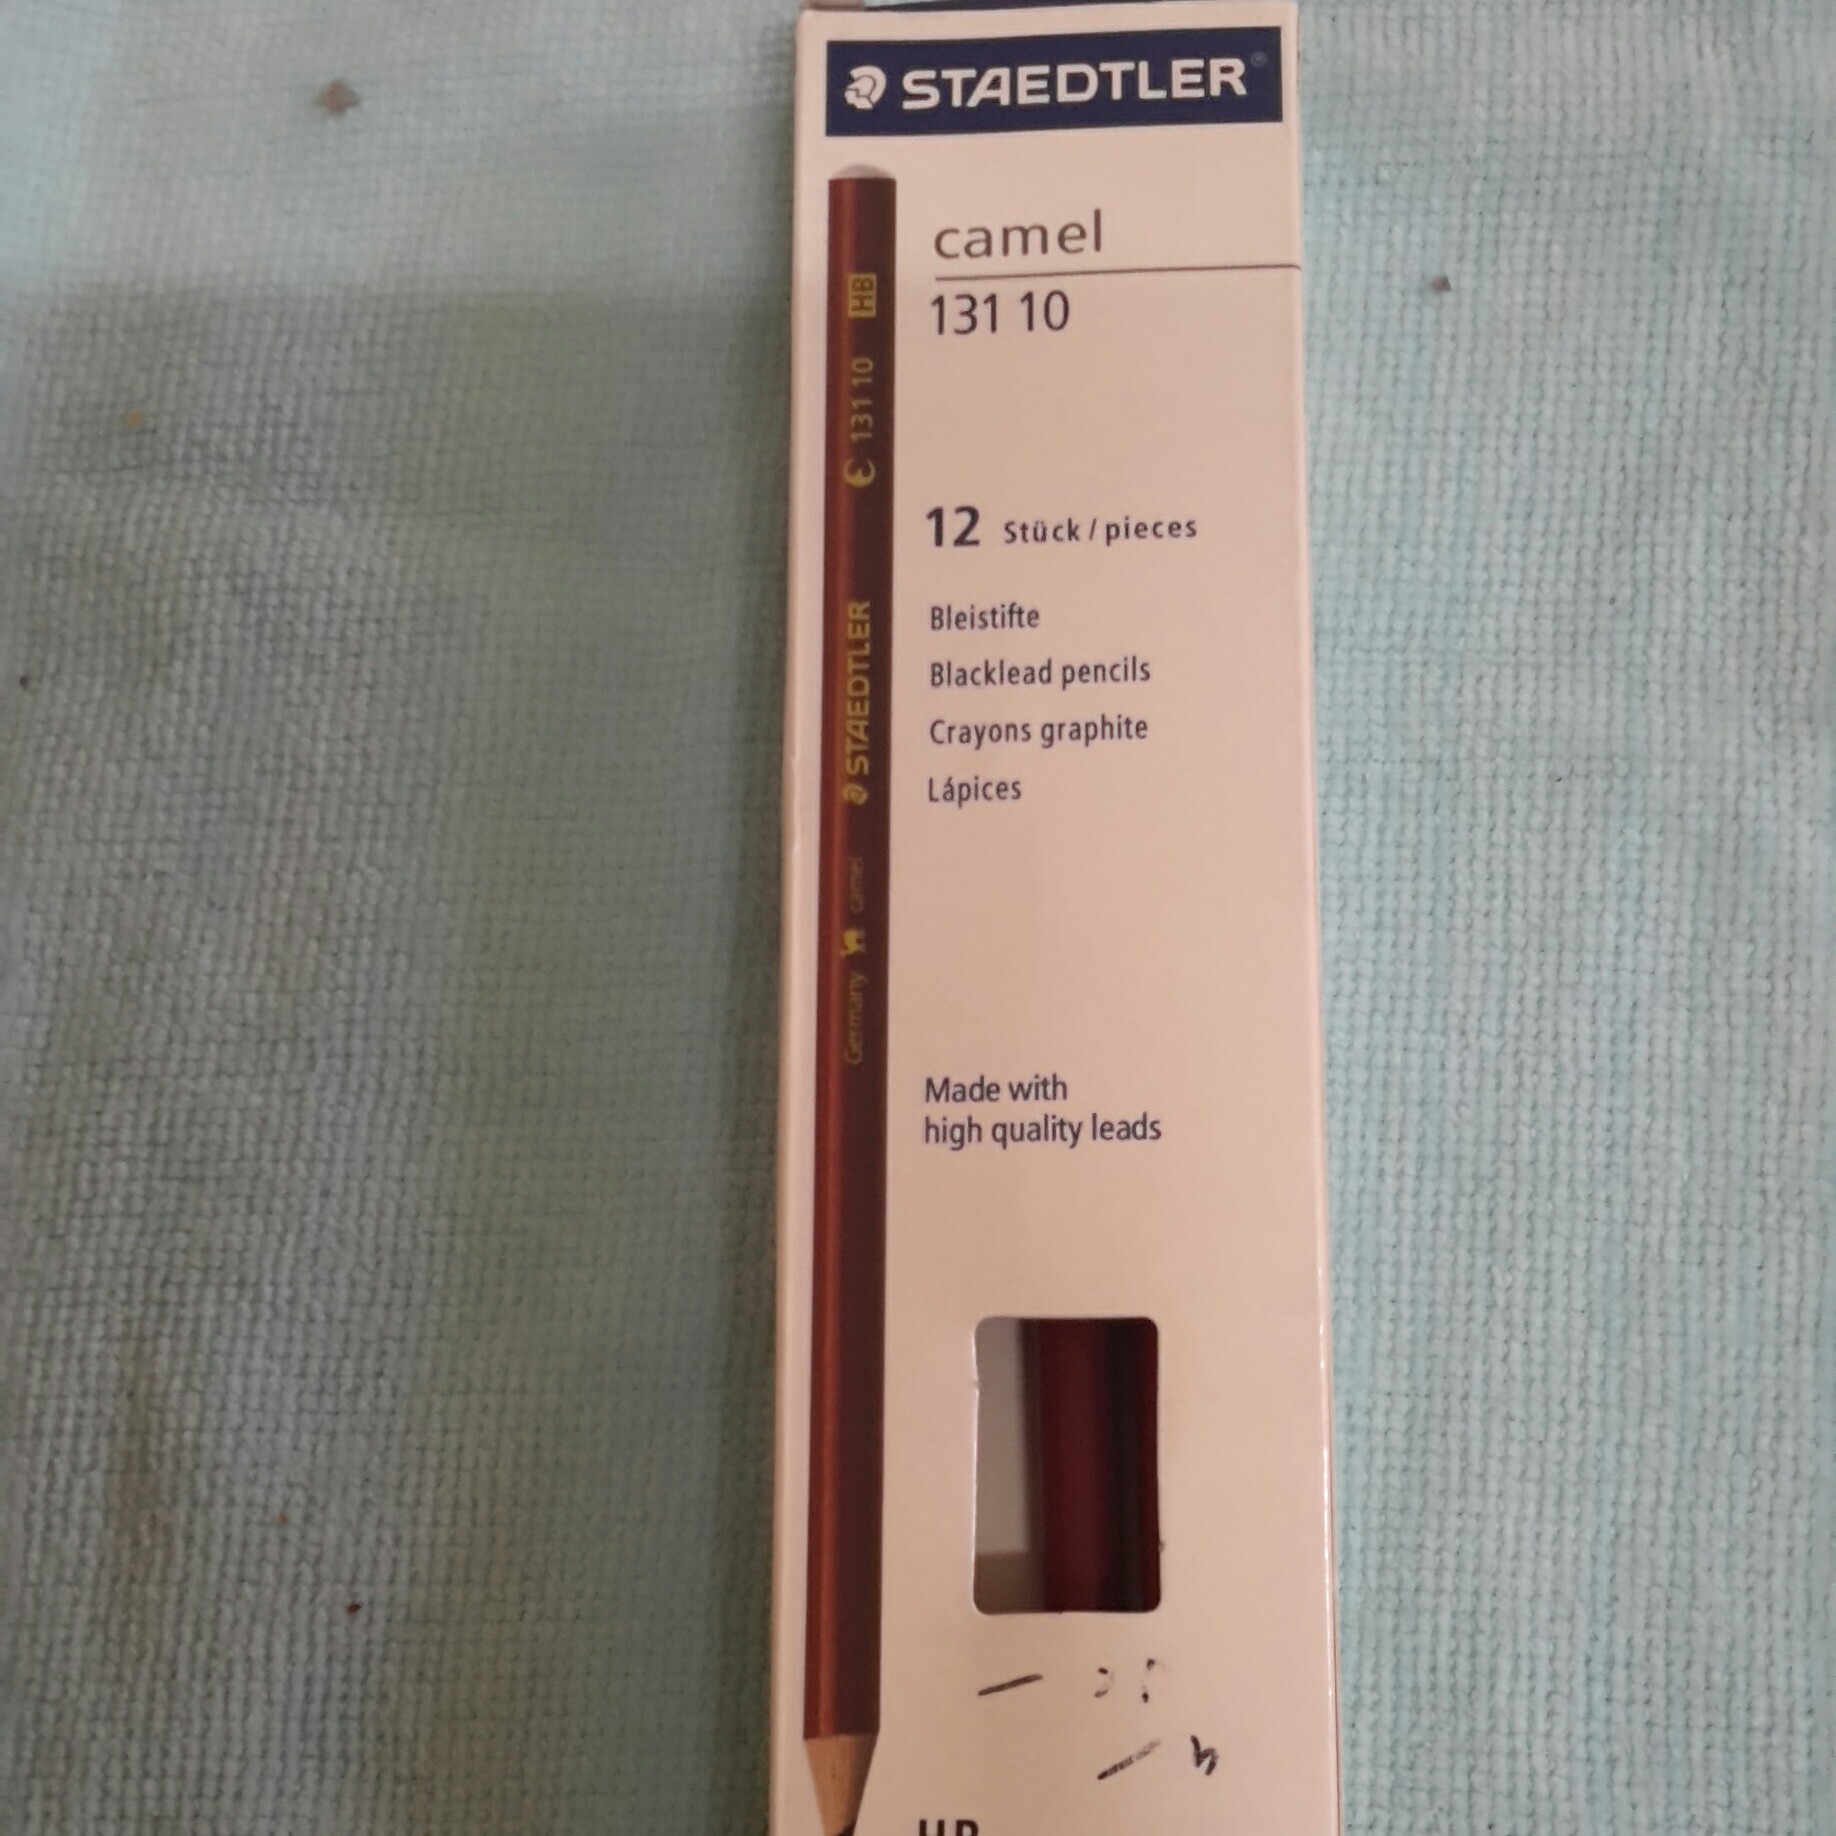 STAEDTLER®
camel
131 10
12 Stück / pieces
Bleistifte
Blacklead pencils
Crayons graphite
Lápices
Made with
high quality leads
HB
Germany camel STAEDTLER 131 10 HB